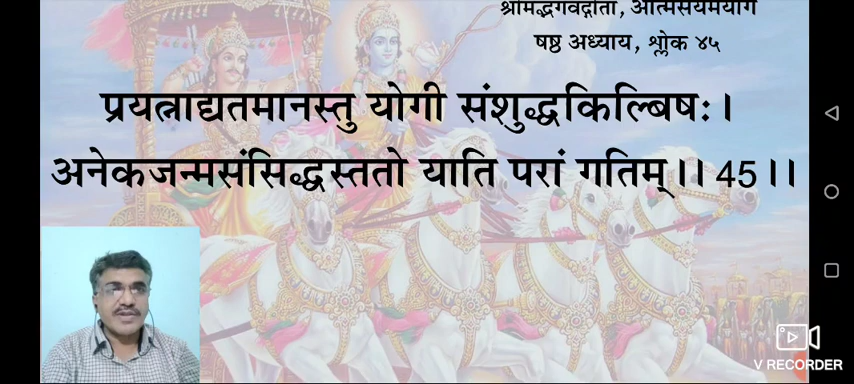 श्रीमद्भगवद्गीता, आत्मसंयमयोग
षष्ठ अध्याय, श्लोक ४५
प्रयत्नाद्यतमानस्तु योगी संशुद्धकिल्बिषः।
अनेकजन्मसंसिद्धस्ततो याति परां गतिम्।। 45।।
V RECORDER